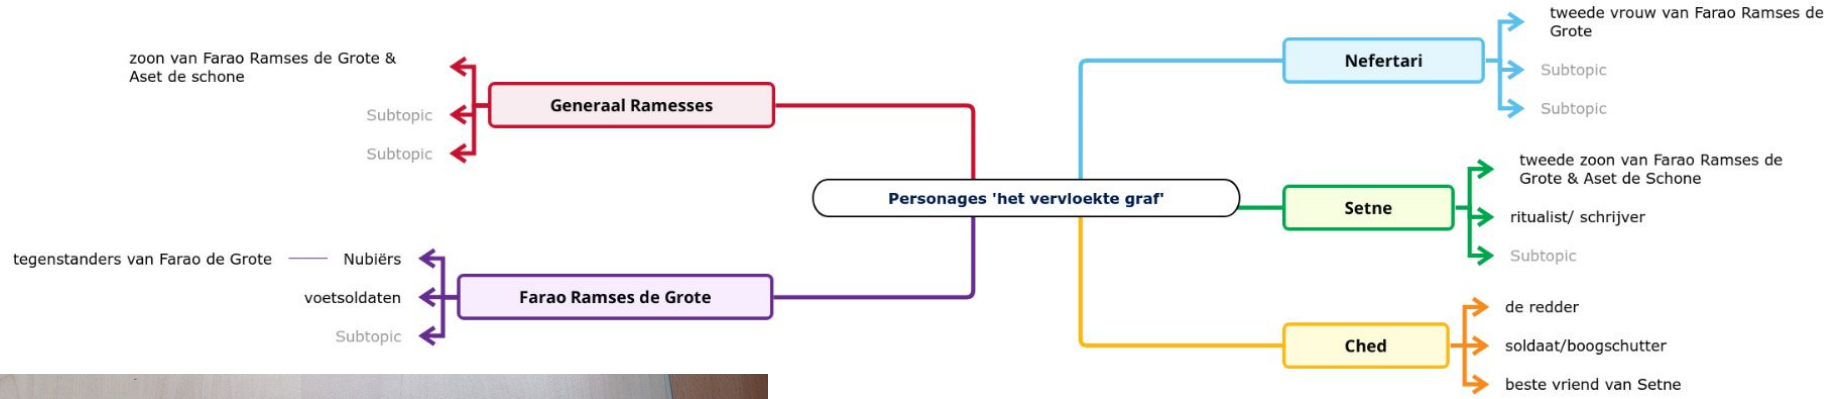 zoon van Farao Ramses de Grote &
Aset de schone
Generaal Ramesses
Subtopic
Subtopic
tegenstanders van Farao de Grote
Nubiërs
voetsoldaten
Farao Ramses de Grote
Subtopic
Personages 'het vervloekte graf'
tweede vrouw van Farao Ramses de
Grote
Nefertari
Subtopic
Subtopic
tweede zoon van Farao Ramses de
Grote & Aset de Schone
Setne
ritualist/ schrijver
Subtopic
de redder
Ched
soldaat/boogschutter
beste vriend van Setne